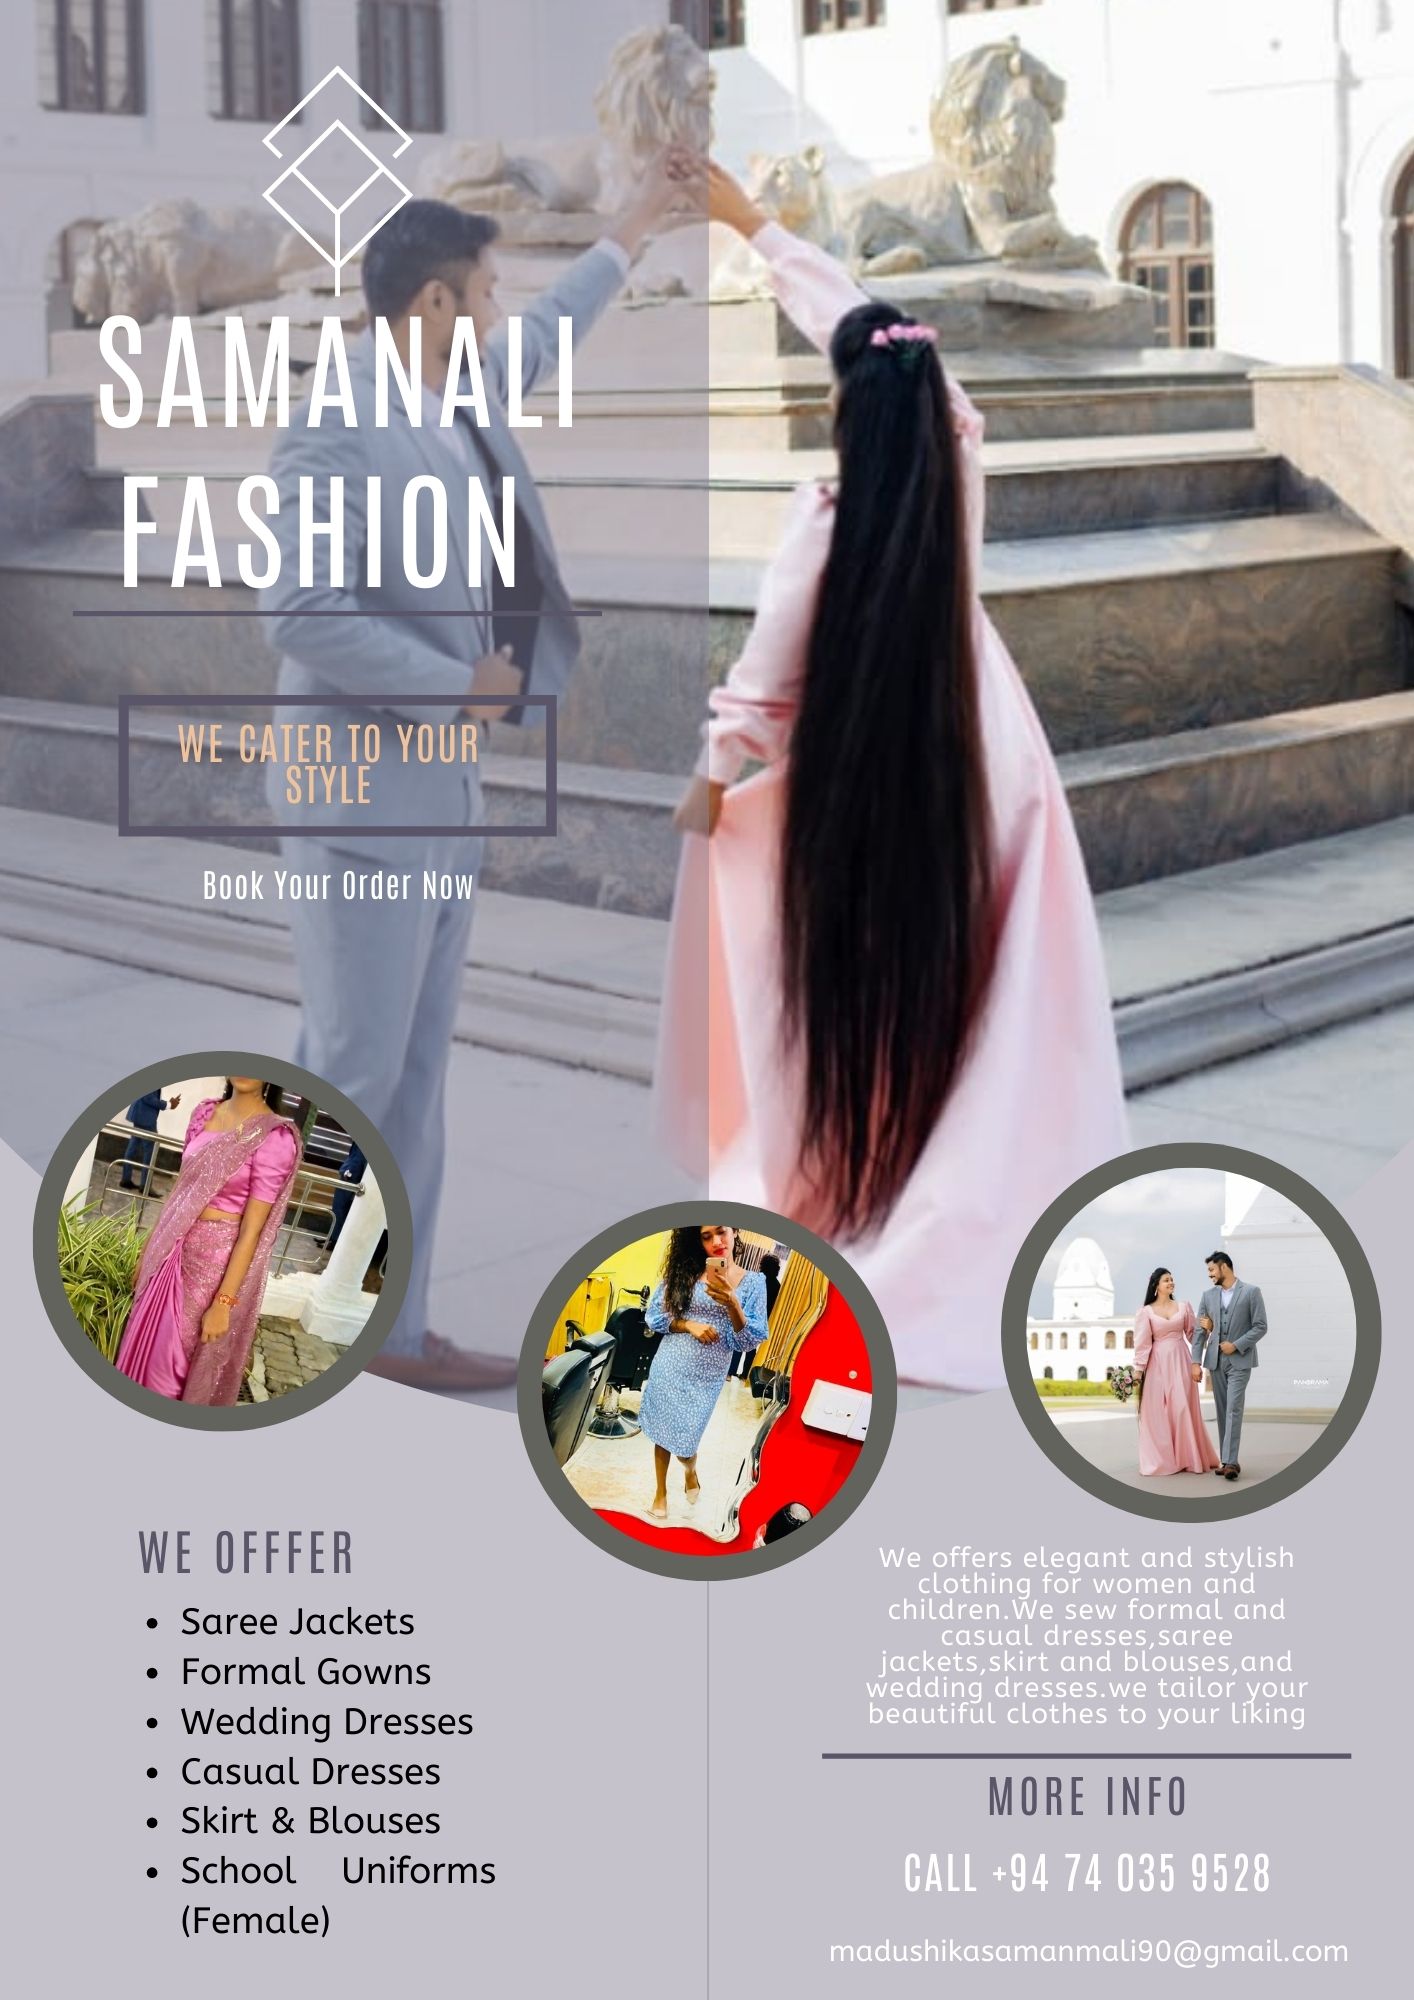 SAMANALI
FASHION
WE CATER TO YOUR
STYLE
Book Your Order Now
PANORAMA
WE OFFFER
• Saree Jackets
• Formal Gowns
• Wedding Dresses
• Casual Dresses
• Skirt & Blouses
• School Uniforms
(Female)
We offers elegant and stylish
clothing for women and
children.We sew formal and
casual dresses,saree
jackets,skirt and blouses,and
wedding dresses.we tailor your
beautiful clothes to your liking
MORE INFO
CALL +94 74 035 9528
madushikasamanmali90@gmail.com